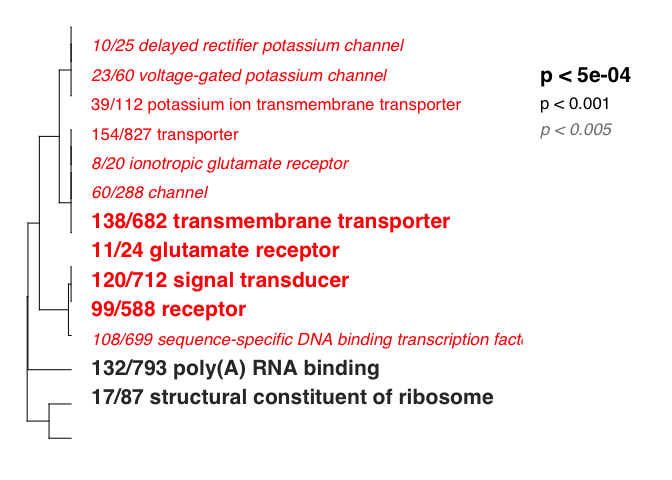 10/25 delayed rectifier potassium channel
23/60 voltage-gated potassium channel
p < 5e-04
39/112 potassium ion transmembrane transporter
p < 0.001
154/827 transporter
p < 0.005
8/20 ionotropic glutamate receptor
60/288 channel
138/682 transmembrane transporter
11/24 glutamate receptor
120/712 signal transducer
99/588 receptor
108/699 sequence-specific DNA binding transcription
132/793 poly(A) RNA binding
17/87 structural constituent of ribosome